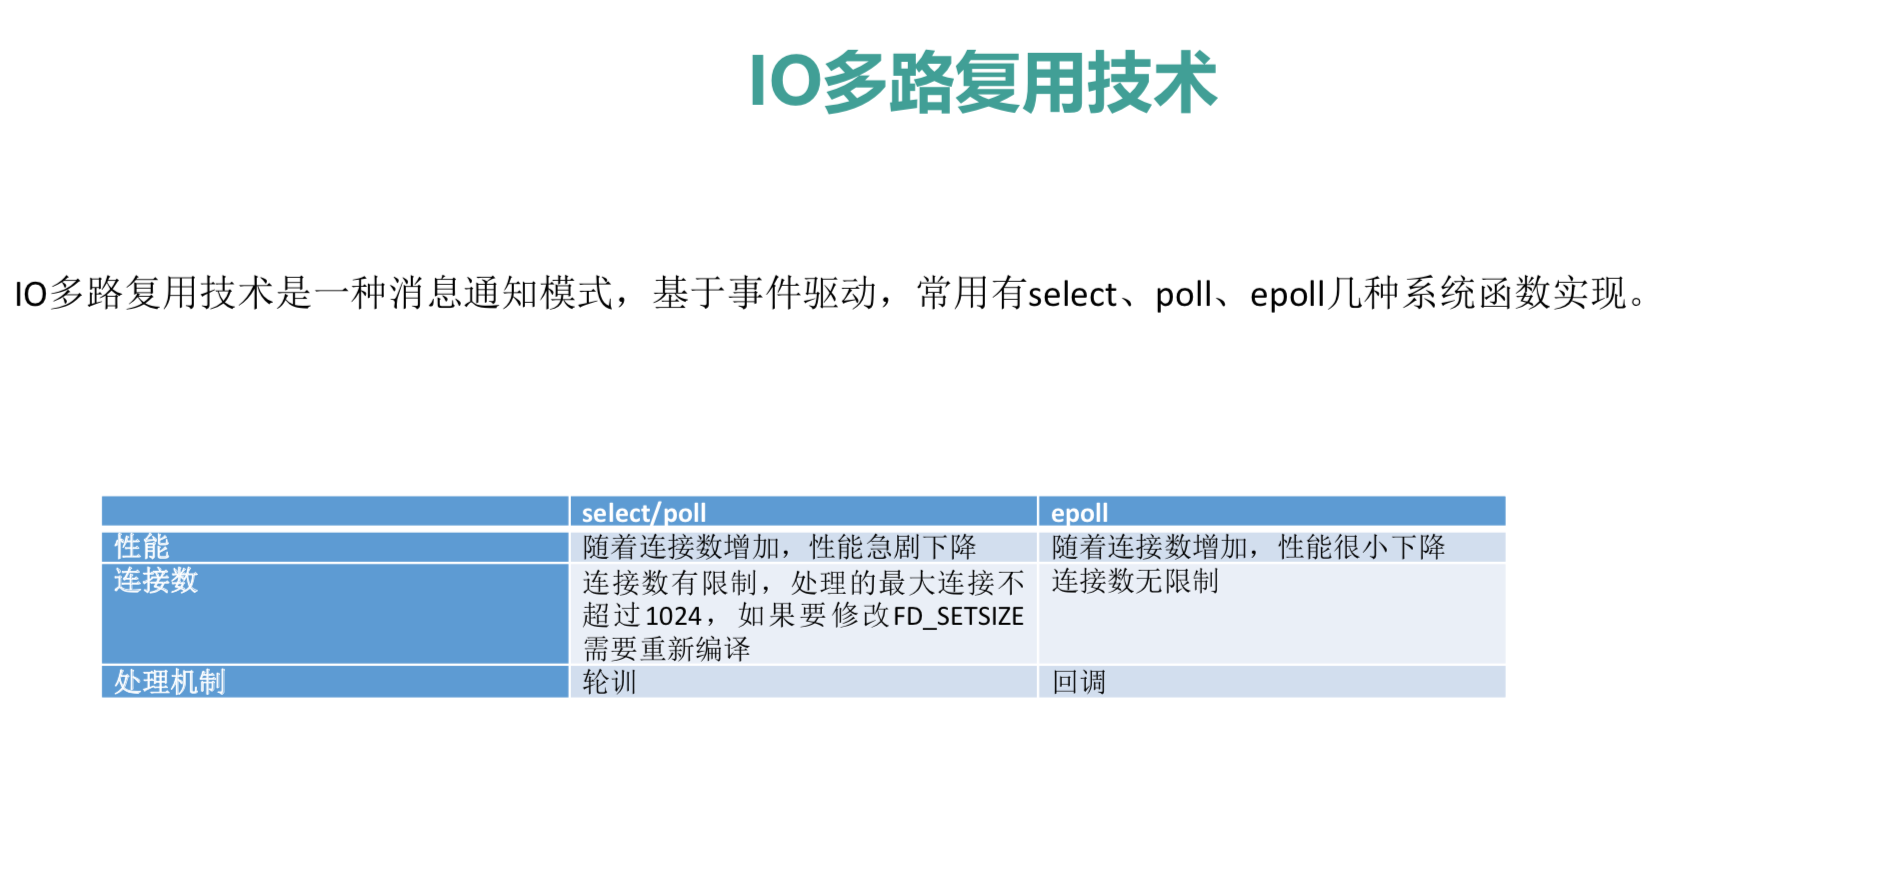 IO多路复用技术
IO多路复用技术是一种消息通知模式，基于事件驱动，常用有select、poll、epoll几种系统函数实现。
select/poll
epoll
性能
随着连接数增加，性能急剧下降
随着连接数增加，性能很小下降
连接数
连接数有限制，处理的最大连接不
超过1024，如果要修改FD_SETSIZE
需要重新编译
连接数无限制
处理机制
轮训
回调